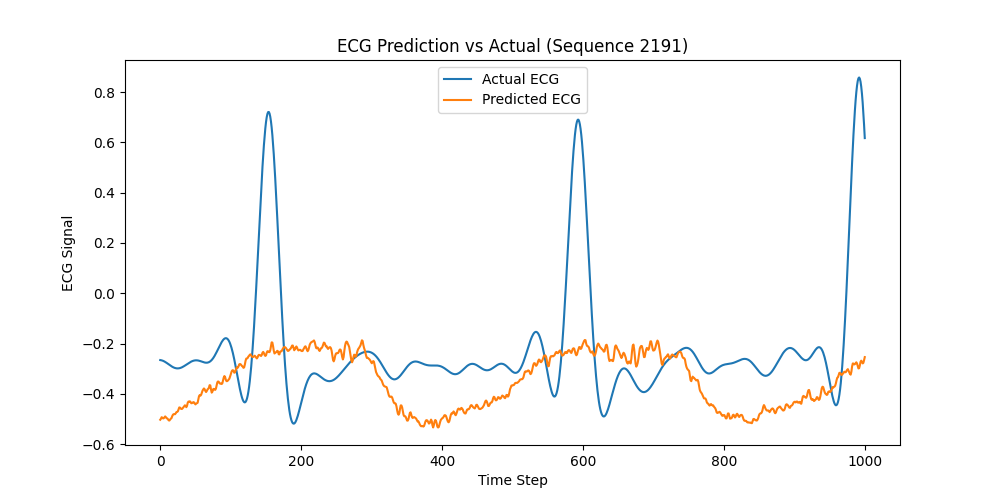 ECG Prediction vs Actual (Sequence 2191)
Actual ECG
Predicted ECG
ECG Signal
0.8
0.6
0.4
0.2
0.0
−0.2
−0.4
−0.6
0 200 400 600 800 1000
Time Step